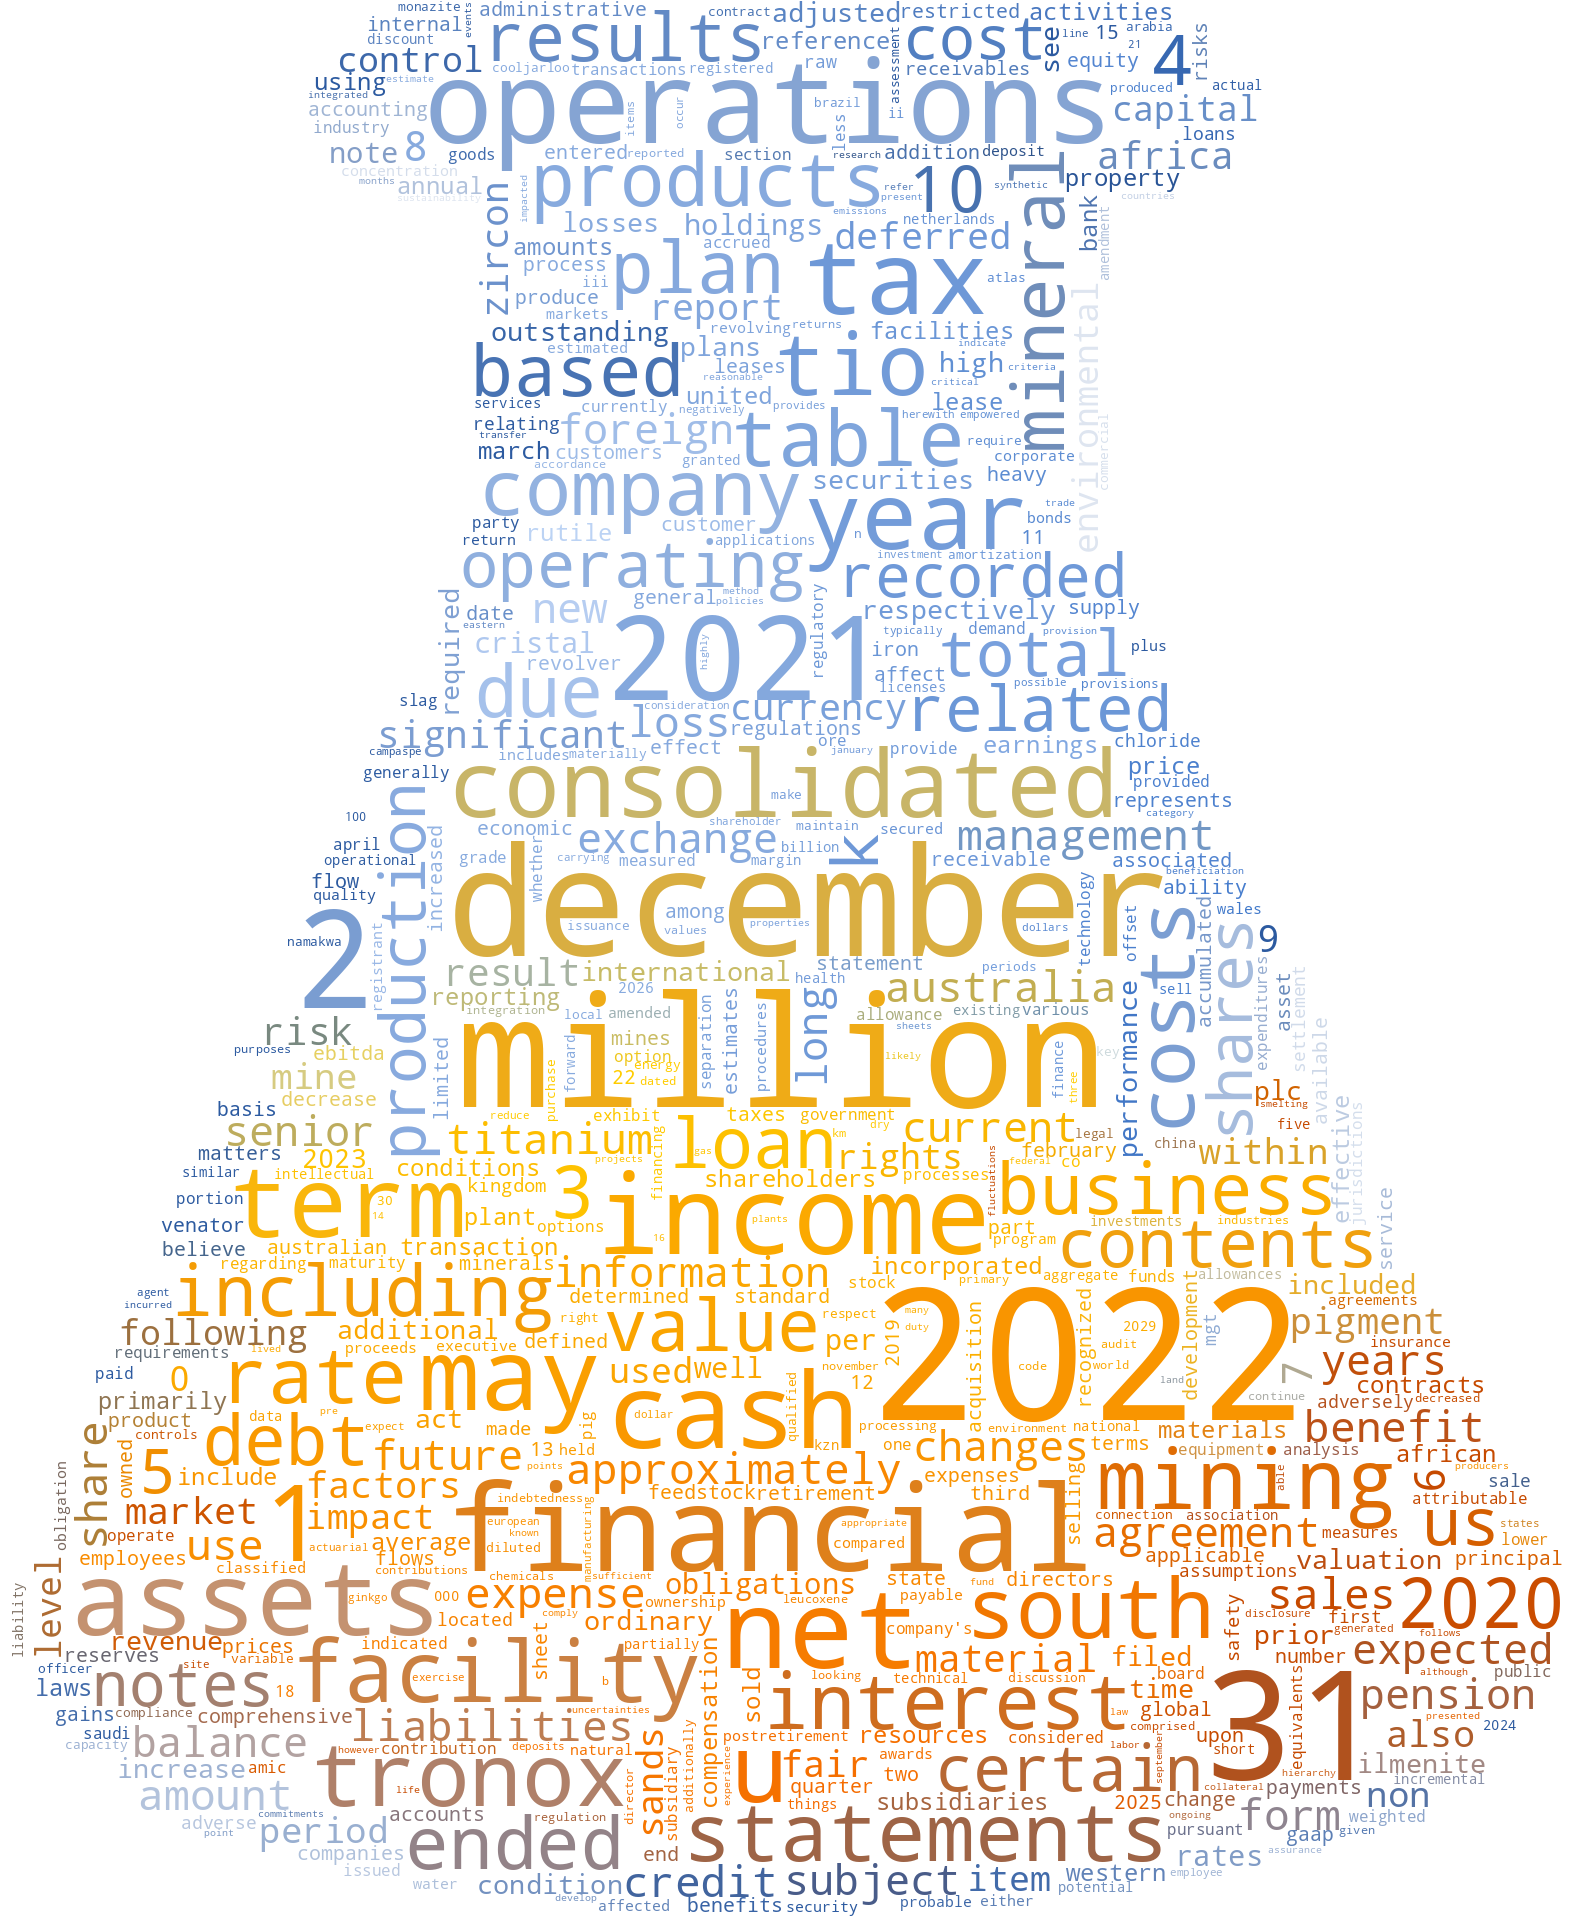 monazite administrative contract adjusted restricted activities
internal events results reference cost see line 15 arabia
discount 21 risks
control cooljarloo transactions registered raw assessment receivables equity 4
using estimate operations brazil produced actual
integrated accounting items occur less ii capital
industry note 8 goods entered reported section research addition deposit africa loans
concentration months annual products refer 10 synthetic mineral property
sustainability zircon impacted present countries
losses holdings emissions netherlands bank amendment
amounts accrued deferred
process iii plan tax atlas
produce report environmental
markets outstanding revolving returns facilities
estimated plans tio indicate
based leases reasonable high critical criteria
services currently united negatively provides lease herewith empowered
relating transfer foreign table require commercial
march customers granted corporate
accordance company securities heavy
party rutile customer year trade bonds
return applications n 11
operating investment amortization
recorded
required date general method policies regulatory respectively supply
eastern new 2021 highly typically demand provision
cristal iron total plus
revolver affect possible provisions
slag due consideration licenses
significant loss currency related
regulations
campaspe includes materially effect ore january provide earnings chloride
generally consolidated price
provided
100 production make represents
april economic exchange shareholder maintain secured management category
operational increased grade whether carrying measured margin billion k receivable associated
flow december beneficiation
quality technology ability
2 issuance among properties dollars offset costs accumulated shares wales
namakwa registrant values 9
result international statement periods sell
reporting 2026 health australia expenditures asset settlement
risk integration local amended million long allowance existing various
purposes ebitda mines separation estimates procedures sheets performance available
mine limited option energy forward likely finance key
decrease 22 dated plc
basis reduce purchase exhibit taxes government three smelting
senior titanium financing loan km dry current legal five
matters 2023 conditions projects gas rights february china within effective jurisdictions
similar intellectual kingdom shareholders processes fluctuations federal co
portion term 30 3 income business
venator 14 plant options 16 plants part investments industries service
believe australian transaction program contents
regarding maturity minerals information incorporated aggregate funds allowances
agent including determined standard stock primary development included
incurred right value respect 2022 many recognized 2029 agreements
following additional defined per 2019 duty acquisition audit mgt pigment
requirements lived proceeds executive insurance
paid 0 rate may used well november code world 7 years
primarily 12 land continue contracts
product data pre expect act made pig dollar cash qualified adversely decreased
controls processing environment national materials benefit
share owned debt future 13 held kzn one changes terms equipment analysis african
5 include points approximately expenses able 6 producers sale
obligation factors indebtedness feedstock retirement third selling mining attributable
market 1 financial appropriate connection association us states
operate use impact european known manufacturing agreement measures lower
employees actuarial average diluted compared applicable valuation principal
level classified flows chemicals sufficient state fund directors assumptions
liability assets contributions expense obligations payable sales 2020
ginkgo 000 comply ownership leucoxene net south disclosure first generated
revenue located ordinary company's safety prior follows
reserves prices indicated sheet partially expected
officer site variable facility exercise material filed number although
laws notes 18 b sold looking technical discussion board public
gains compliance comprehensive uncertainties compensation interest law time 31 equivalents pension
saudi liabilities postretirement resources considered global presented 2024
capacity balance however contribution deposits natural labor comprised upon also
increase amic tronox sands subsidiary additionally experience u fair awards september short hierarchy ilmenite
amount life quarter two certain collateral payments incremental
accounts director things subsidiaries 2025 change non
adverse commitments regulation ongoing form weighted
point period ended end statements pursuant gaap given
companies rates assurance
issued water condition credit subject item western employee
develop potential
affected benefits security probable either